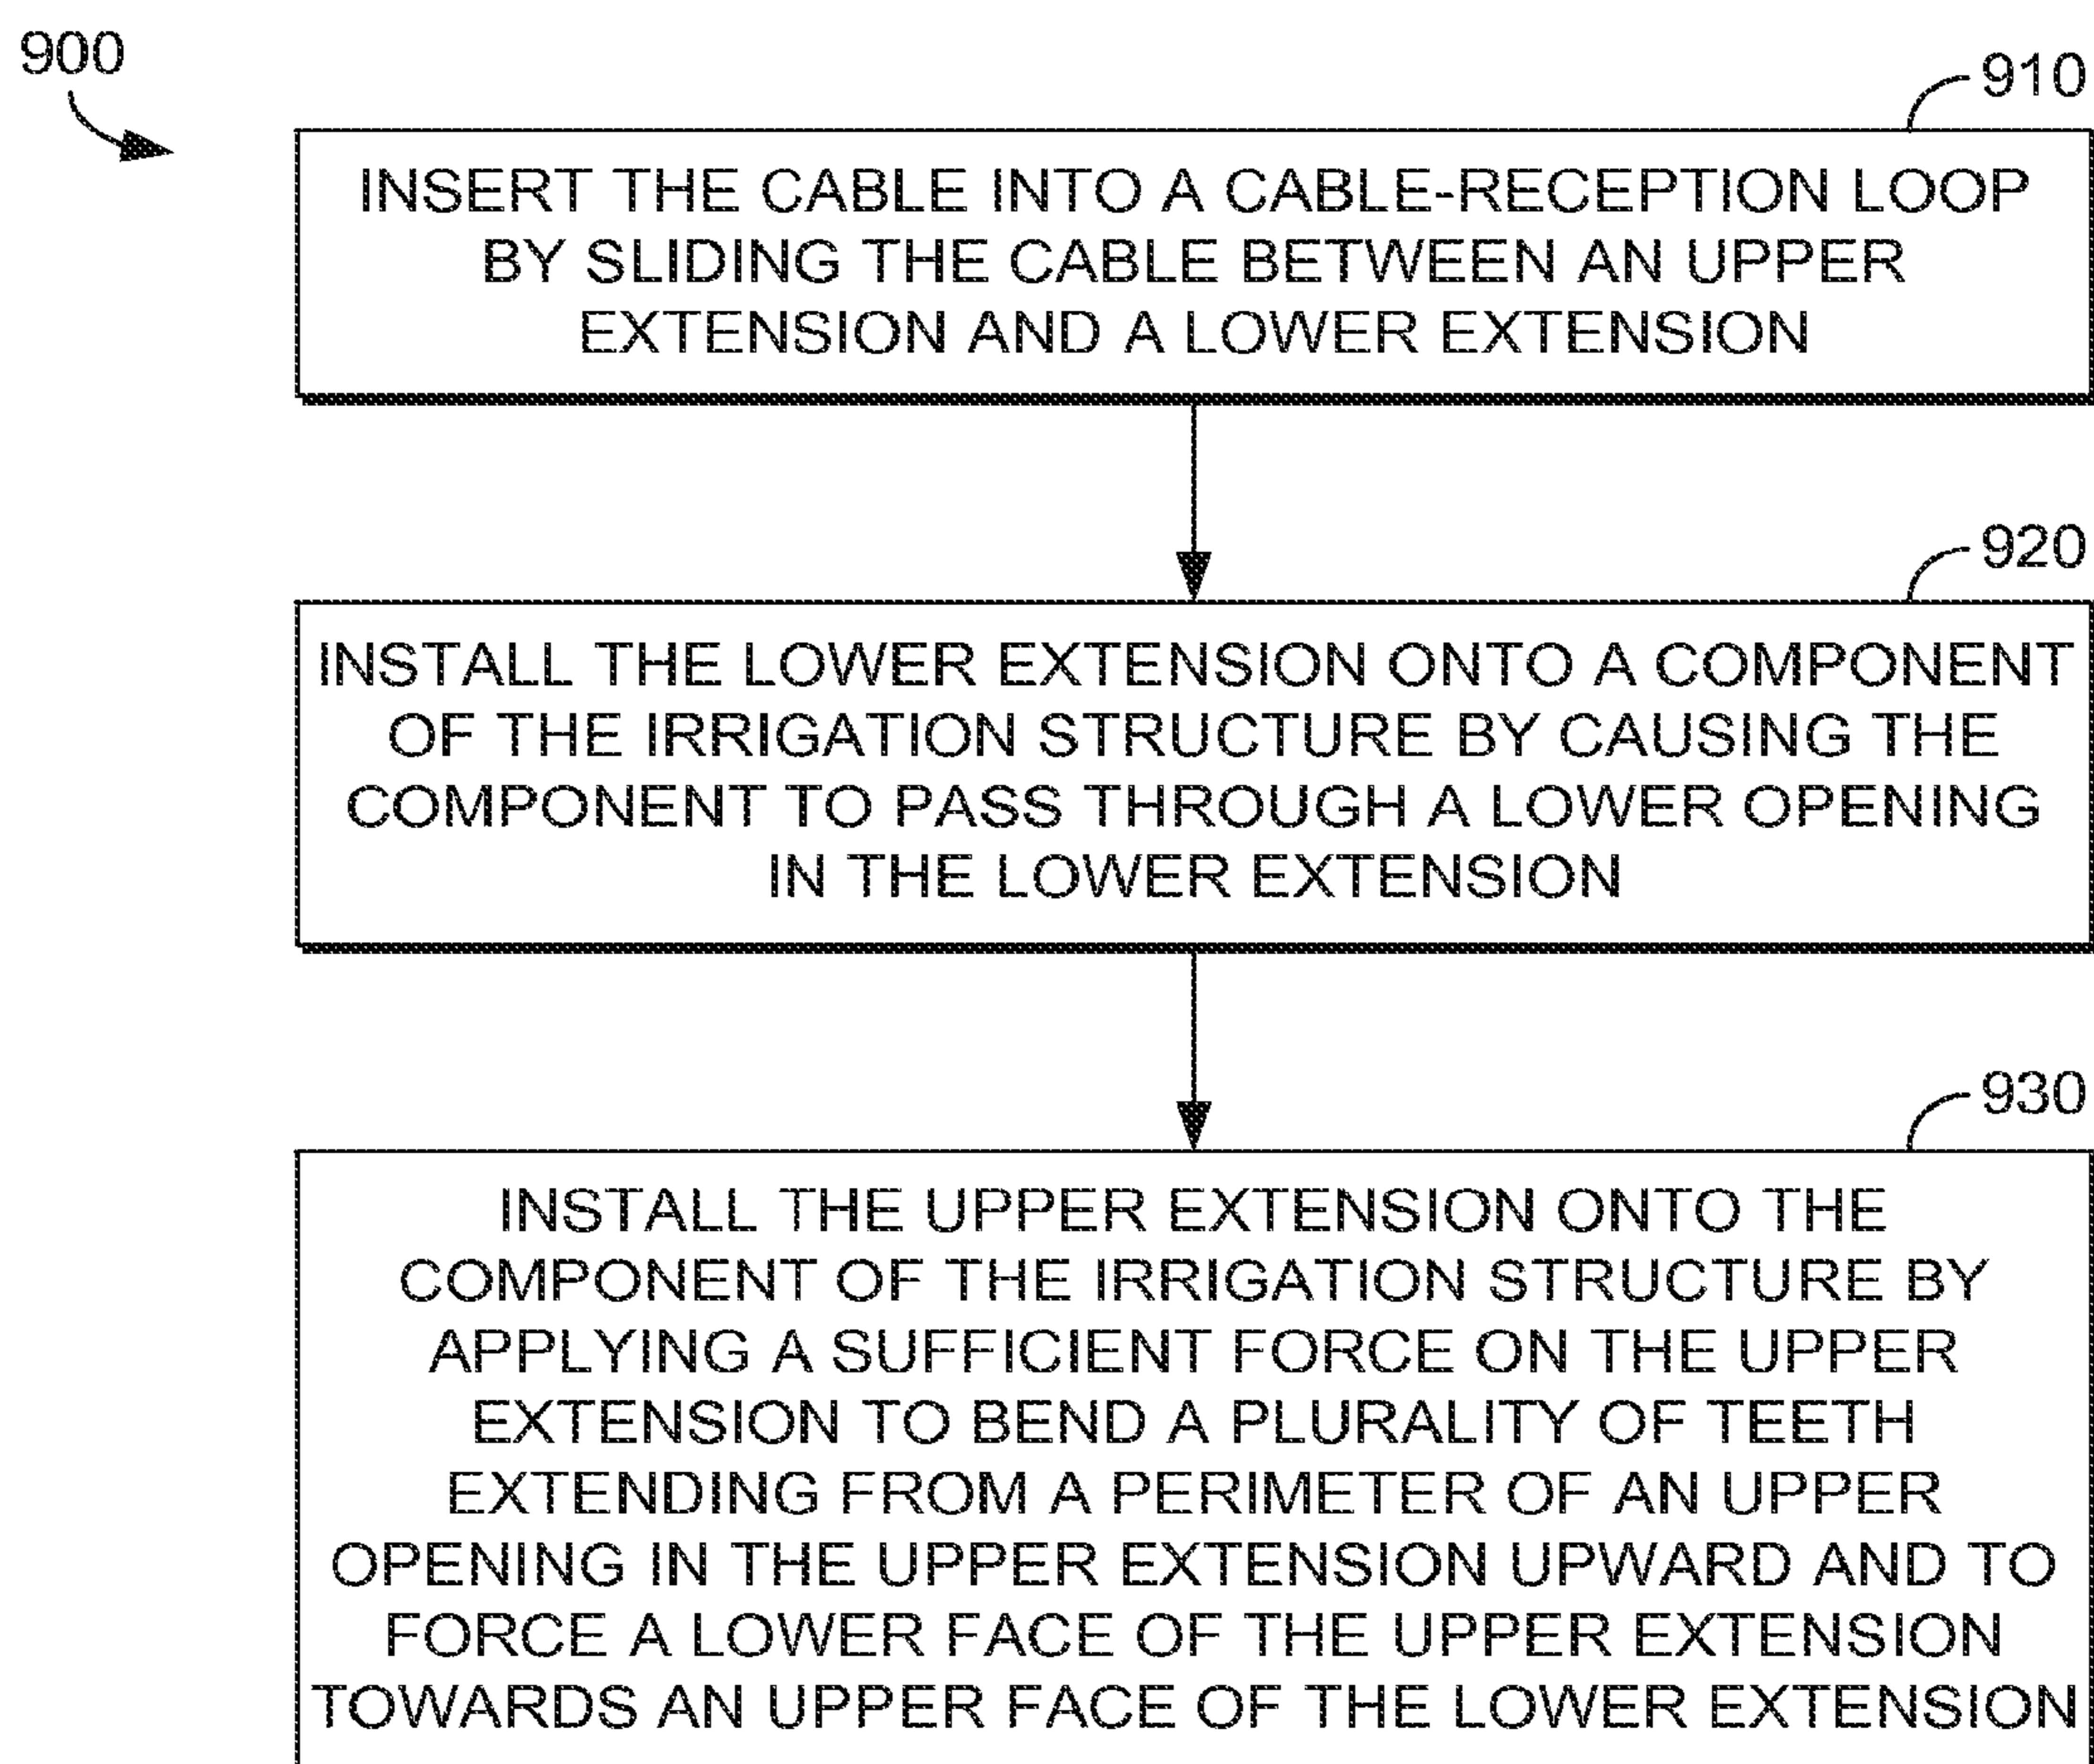 900
910
INSERT THE CABLE INTO A CABLE-RECEPTION LOOP
BY SLIDING THE CABLE BETWEEN AN UPPER
EXTENSION AND A LOWER EXTENSION
920
INSTALL THE LOWER EXTENSION ONTO A COMPONENT
OF THE IRRIGATION STRUCTURE BY CAUSING THE
COMPONENT TO PASS THROUGH A LOWER OPENING
IN THE LOWER EXTENSION
930
INSTALL THE UPPER EXTENSION ONTO THE
COMPONENT OF THE IRRIGATION STRUCTURE BY
APPLYING A SUFFICIENT FORCE ON THE UPPER
EXTENSION TO BEND A PLURALITY OF TEETH
EXTENDING FROM A PERIMETER OF AN UPPER
OPENING IN THE UPPER EXTENSION UPWARD AND TO
FORCE A LOWER FACE OF THE UPPER EXTENSION
TOWARDS AN UPPER FACE OF THE LOWER EXTENSION